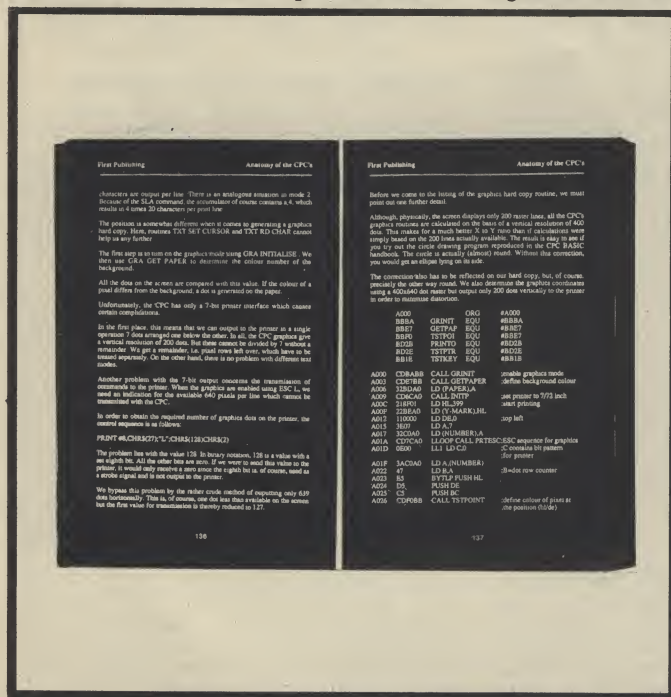 First Publishing Anatomy of the CPC's
characters are output per line. There is an analogous situation in mode 2.
Because of the SLA command, the accumulator of course contains a 4, which
results in 4 times 20 characters per print line
The position is somewhat different when it comes to generating a graphics
hard copy. Here, routines TXT SET CURSOR and TXT RD CHAR cannot
help us any further
The first step is to turn on the graphics mode using GRA INITIALISE. We
then use GRA GET PAPER to determine the colour number of the
background.
All the dots on the screen are compared with this value. If the colour of a
pixel differs from the background, a dot is generated on the paper.
Unfortunately, the CPC has only a 7-bit printer interface which causes
certain complications.
In the first place, this means that we can output to the printer in a single
operation 7 dots arranged one below the other. In all, the CPC graphics give
a vertical resolution of 200 dots. But these cannot be divided by 7 without a
remainder. We get a remainder, i.e. pixel rows left over, which have to be
treated separately. On the other hand, there is no problem with different text
modes.
Another problem with the 7-bit output concerns the transmission of
commands to the printer. When the graphics are enabled using ESC L, we
need an indication for the available 640 pixels per line which cannot be
transmitted with the CPC.
In order to obtain the required number of graphics dots on the printer, the
control sequence is as follows:
PRINT #8,CHR$(27);"L";CHR$(128)CHR$(2)
The problem lies with the value 128. In binary notation, 128 is a value with a
set eighth bit. All the other bits are zero. If we were to send this value to the
printer, it would only receive a zero since the eighth bit is, of course, used as
a strobe signal and is not output to the printer.
We bypass this problem by the rather crude method of ouputting only 639
dots horizontally. This is, of course, one dot less than available on the screen
but the first value for transmission is thereby reduced to 127.
136
First Publishing Anatomy of the CPC's
Before we come to the listing of the graphics hard copy routine, we must
point out one further detail
Although, physically, the screen displays only 200 raster lines, all the CPC's
graphics routines are calculated on the basis of a vertical resolution of 400
dots. This makes for a much better X to Y ratio than if calculations were
simply based on the 200 lines actually available. The result is easy to see if
you try out the circle drawing program reproduced in the CPC BASIC
handbook. The circle is actually (almost) round. Without this correction,
you would get an ellipse lying on its side.
The correction also has to be reflected on our hard copy, but, of course,
precisely the other way round. We also determine the graphics coordinates
using a 400x640 dot raster but output only 200 dots vertically to the printer
in order to minimise distortion.
A000 ORG #A000
BBBA GRINIT EQU #BBBA
BBE7 GETPAP EQU #BBE7
BBF0 TSTPOI EQU #BBF0
BD2B PRINTO EQU #BD2B
BD2E TSTPTR EQU #BD2E
BB1E TSTKEY EQU #BB1B
A000 CDBABB CALL GRINIT ;enable graphics mode
A003 CDE7BB CALL GETPAPER ;define background colour
A006 32BDA0 LD (PAPER),A
A009 CD6CA0 CALL INITP ;set printer to 7/72 inch
A00C 218F01 LD HL,399 ;start printing
A00F 22BEA0 LD (Y-MARK),HL
A012 110000 LD DE,0 ;top left
A015 3E07 LD A,7
A017 32C0A0 LD (NUMBER),A
A01A CD7CA0 LLOOP CALL PRTESC;ESC sequence for graphics
A01D 0E00 LL1 LD C,0 ;C contains bit pattern
;for printer
A01F 3AC0A0 LD A,(NUMBER)
A022 47 LD B,A ;B=dot row counter
A023 E5 BYTLP PUSH HL
A024 D5 PUSH DE
A025 C5 PUSH BC
A026 CDF0BB CALL TSTPOINT ;define colour of pixel at
;the position (hl/de)
137